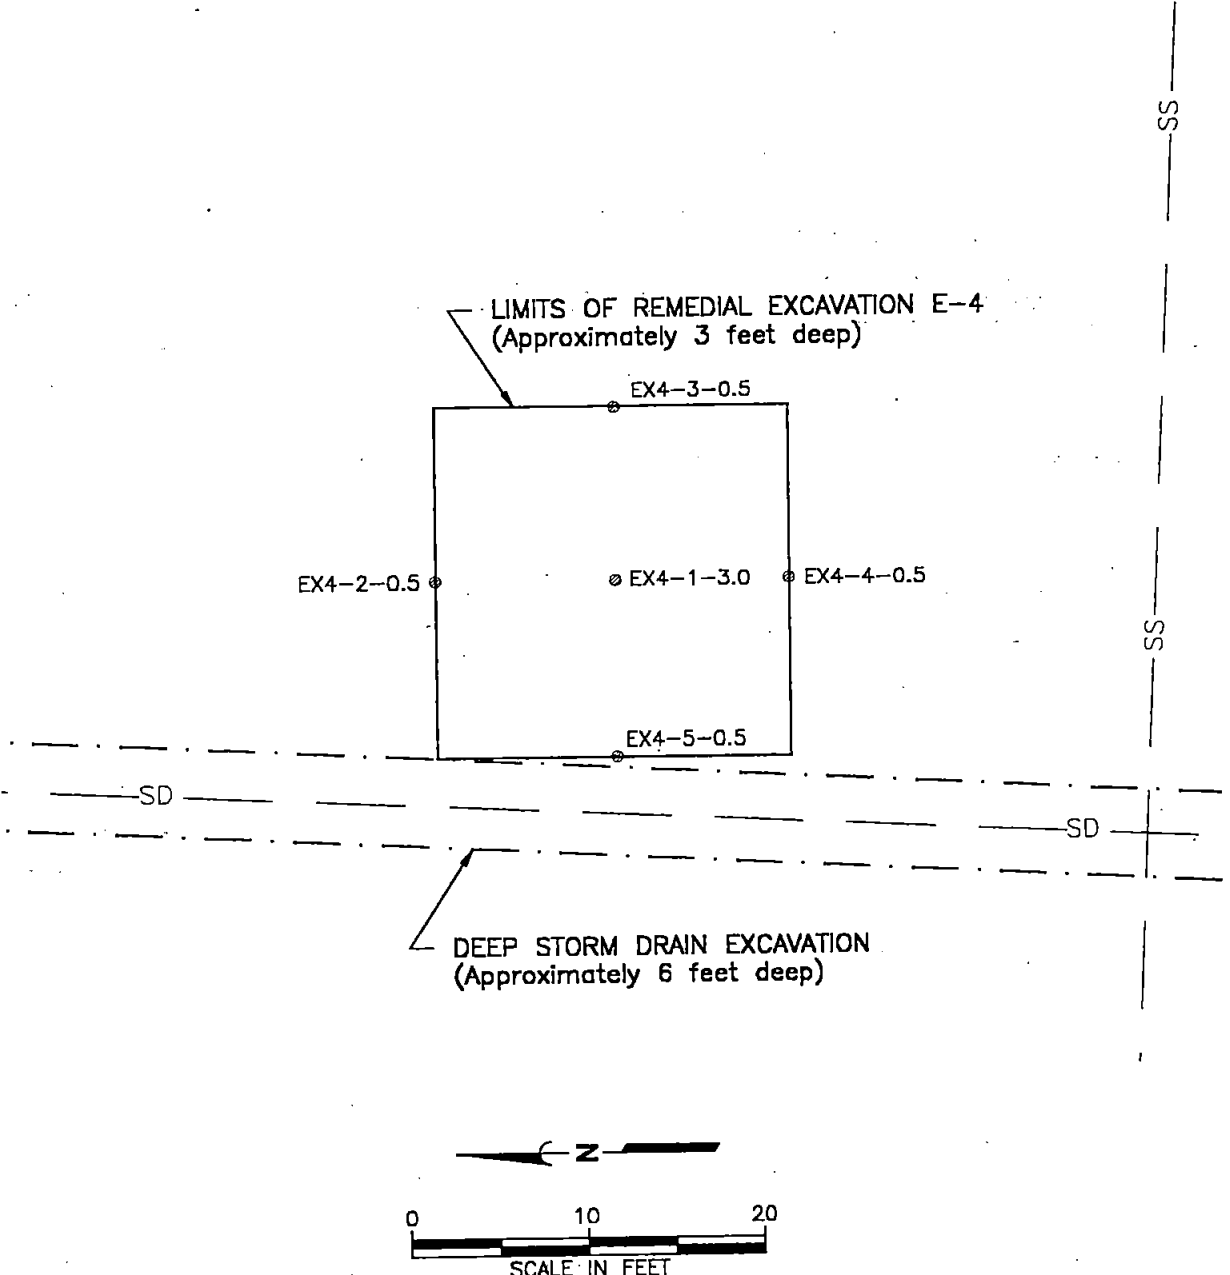 SS
LIMITS OF REMEDIAL EXCAVATION E-4
(Approximately 3 feet deep)
EX4-3-0.5
EX4-2-0.5
EX4-1-3.0
EX4-4-0.5
SS
EX4-5-0.5
SD
SD
DEEP STORM DRAIN EXCAVATION
(Approximately 6 feet deep)
N
0 10 20
SCALE IN FEET